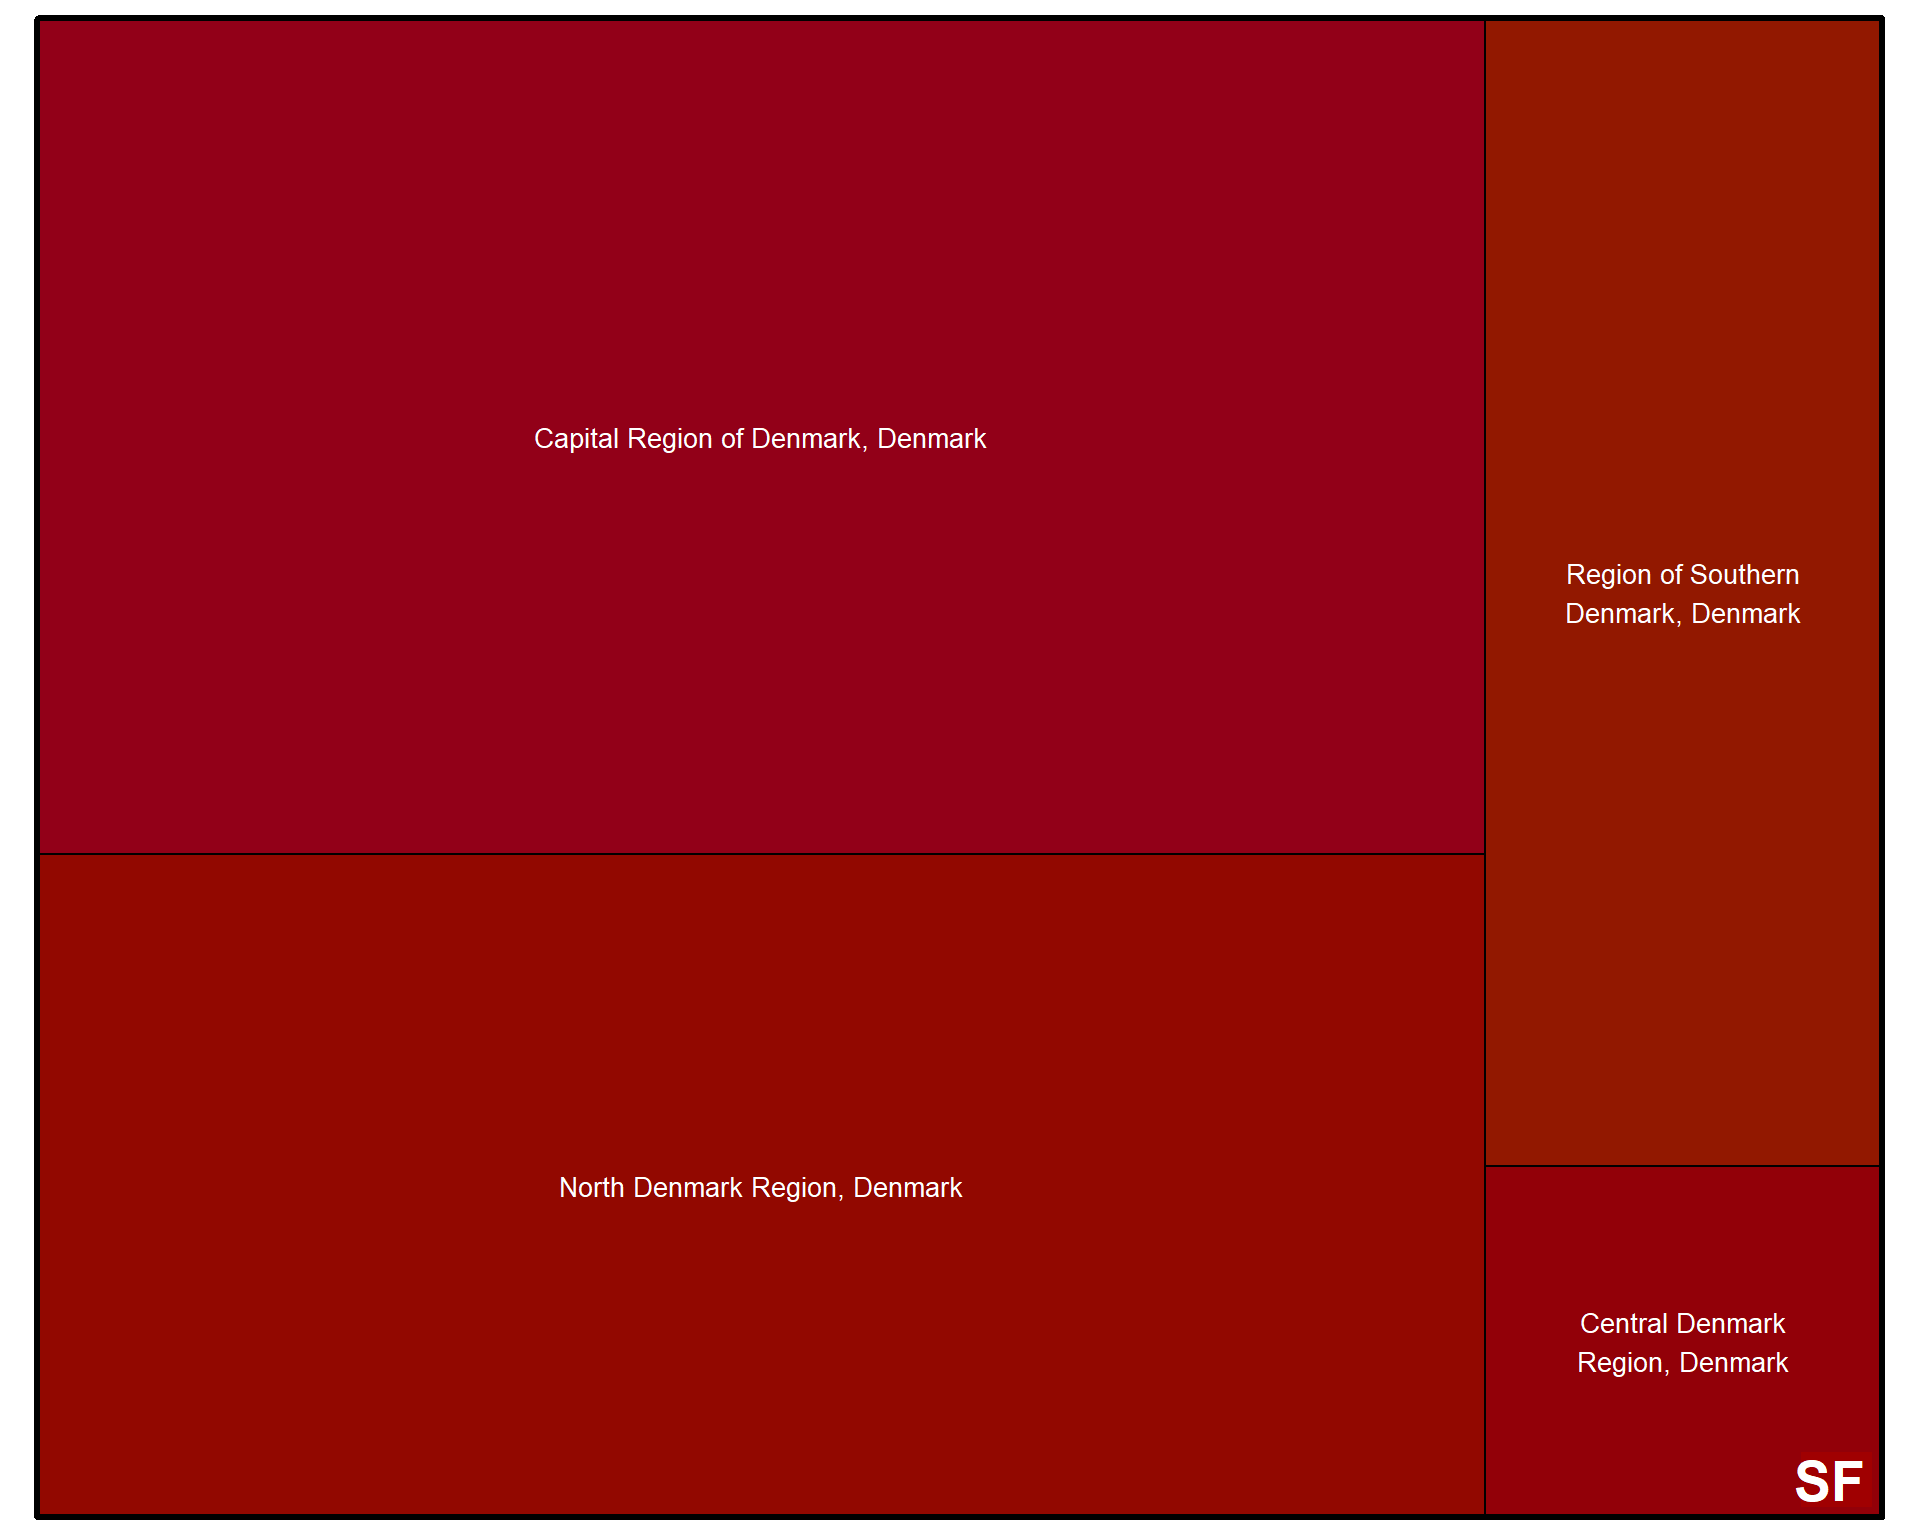 Capital Region of Denmark, Denmark
Region of Southern
Denmark, Denmark
North Denmark Region, Denmark
Central Denmark
Region, Denmark
SF